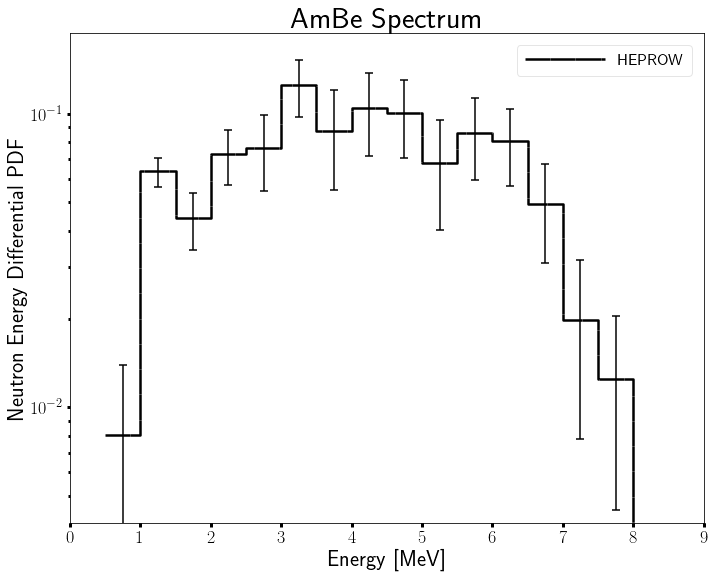 AmBe Spectrum
HEPROW
Neutron Energy Differential PDF
10⁻¹
10⁻²
0 1 2 3 4 5 6 7 8 9
Energy [MeV]